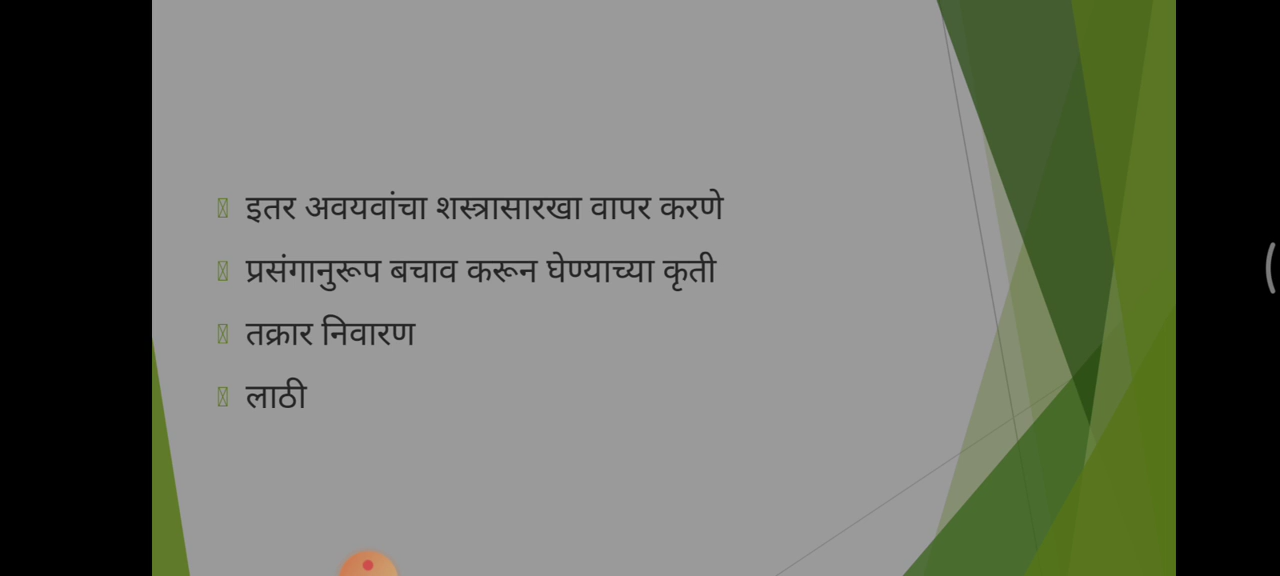 इतर अवयवांचा शस्त्रासारखा वापर करणे
प्रसंगानुरूप बचाव करून घेण्याच्या कृती
तक्रार निवारण
लाठी